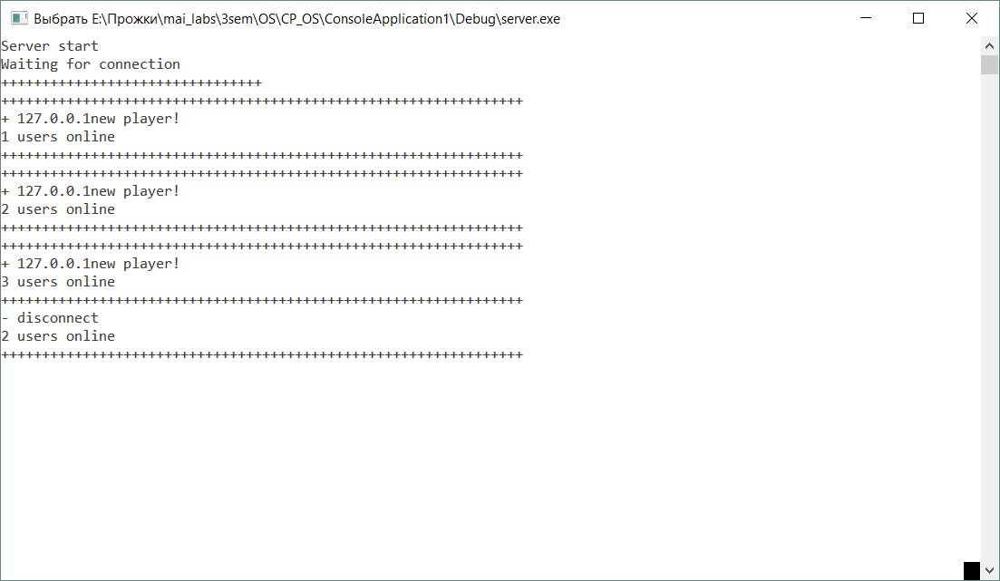 Выбрать E:\Прожки\mai_labs\3sem\OS\CP_OS\ConsoleApplication1\Debug\server.exe
Server start
Waiting for connection
++++++++++++++++++++++++++++++++
++++++++++++++++++++++++++++++++++++++++++++++++++++++++++++++++
+ 127.0.0.1new player!
1 users online
++++++++++++++++++++++++++++++++++++++++++++++++++++++++++++++++
++++++++++++++++++++++++++++++++++++++++++++++++++++++++++++++++
+ 127.0.0.1new player!
2 users online
++++++++++++++++++++++++++++++++++++++++++++++++++++++++++++++++
++++++++++++++++++++++++++++++++++++++++++++++++++++++++++++++++
+ 127.0.0.1new player!
3 users online
++++++++++++++++++++++++++++++++++++++++++++++++++++++++++++++++
- disconnect
2 users online
++++++++++++++++++++++++++++++++++++++++++++++++++++++++++++++++